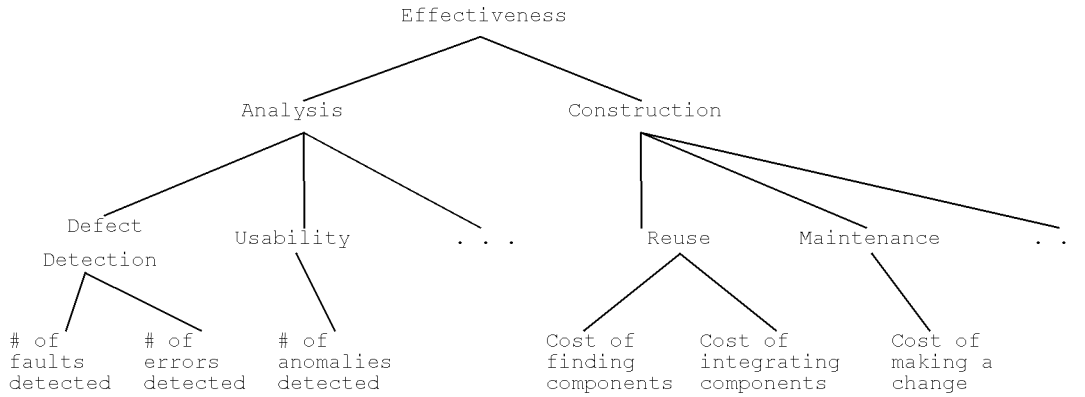 Effectiveness
Analysis
Construction
Defect
Detection
Usability
. . .
Reuse
Maintenance
. .
# of
faults
detected
# of
errors
detected
# of
anomalies
detected
Cost of
finding
components
Cost of
integrating
components
Cost of
making a
change